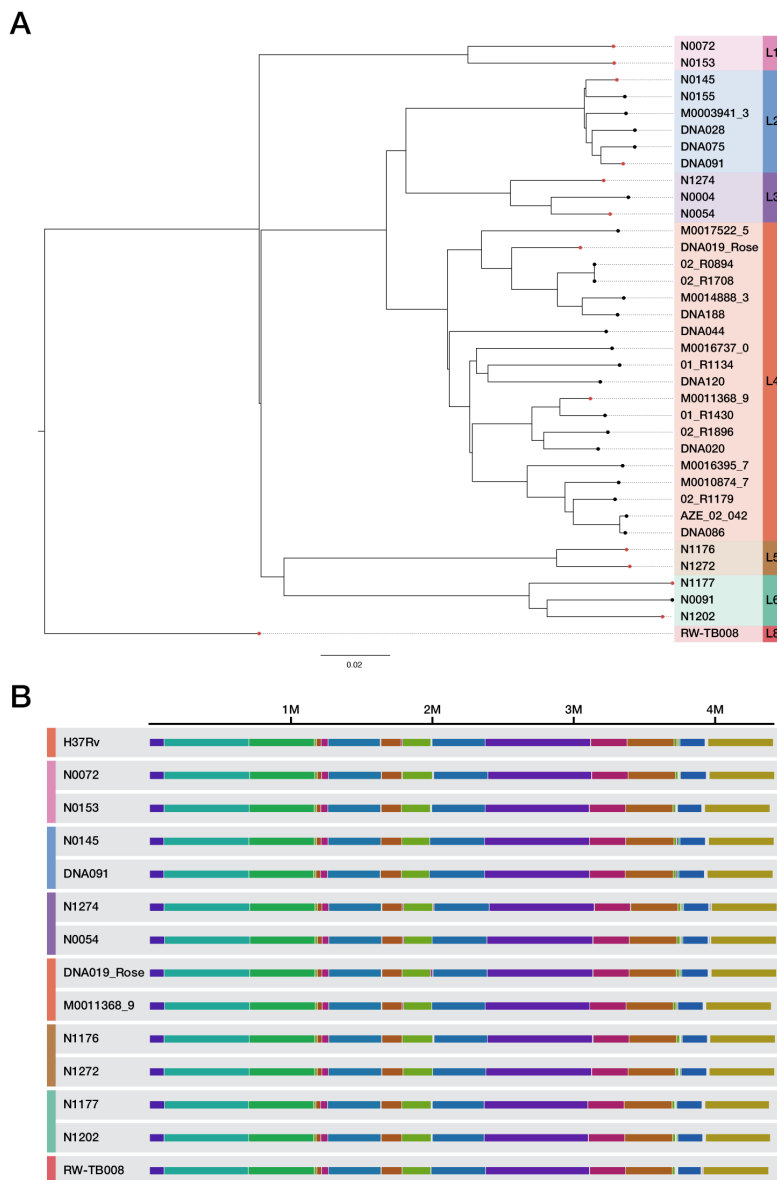 A
N0072
N0153
L1
N0145
N0155
M0003941_3
DNA028
DNA075
DNA091
L2
N1274
N0004
N0054
L3
M0017522_5
DNA019_Rose
02_R0894
02_R1708
M0014888_3
DNA188
DNA044
M0016737_0
01_R1134
DNA120
M0011368_9
01_R1430
02_R1896
DNA020
M0016395_7
M0010874_7
02_R1179
AZE_02_042
DNA086
L4
N1176
N1272
L5
N1177
N0091
N1202
L6
RW-TB008
L8
0.02
B
1M 2M 3M 4M
H37Rv
N0072
N0153
N0145
DNA091
N1274
N0054
DNA019_Rose
M0011368_9
N1176
N1272
N1177
N1202
RW-TB008